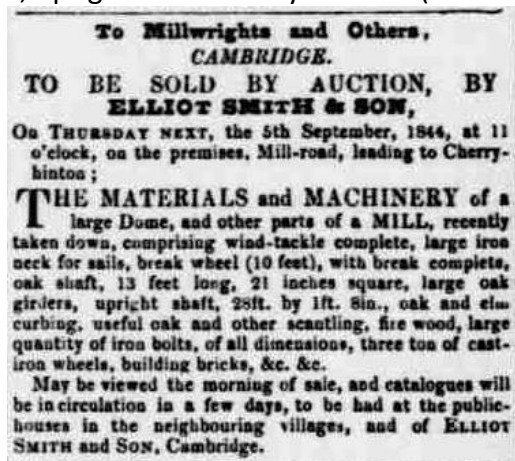 To Millwrights and Others,
CAMBRIDGE.
TO BE SOLD BY AUCTION, BY
ELLIOT SMITH & SON,
On THURSDAY NEXT, the 5th September, 1844, at 11
o'clock, on the premises, Mill-road, leading to Cherry-
hinton;
THE MATERIALS and MACHINERY of a
large Dome, and other parts of a MILL, recently
taken down, comprising wind-tackle complete, large iron
neck for sails, break wheel (10 feet), with break complete,
oak shaft, 13 feet long, 21 inches square, large oak
girders, upright shaft, 28ft. by 1ft. 8in., oak and elm
curbing, useful oak and other scantling, fire wood, large
quantity of iron bolts, of all dimensions, three ton of cast-
iron wheels, building bricks, &c. &c.
May be viewed the morning of sale, and catalogues will
be in circulation in a few days, to be had at the public-
houses in the neighbouring villages, and of ELLIOT
SMITH and SON, Cambridge.